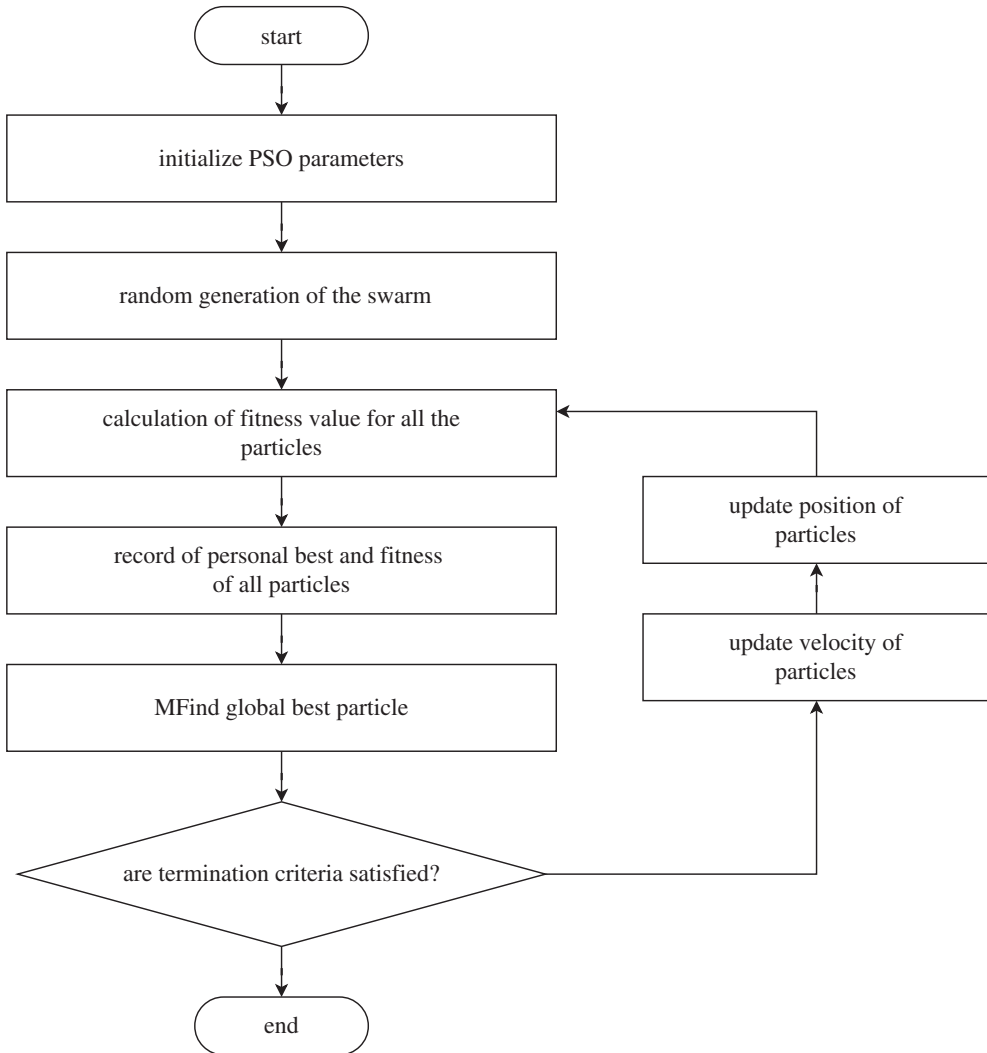 start
initialize PSO parameters
random generation of the swarm
calculation of fitness value for all the
particles
record of personal best and fitness
of all particles
MFind global best particle
are termination criteria satisfied?
end
update position of
particles
update velocity of
particles